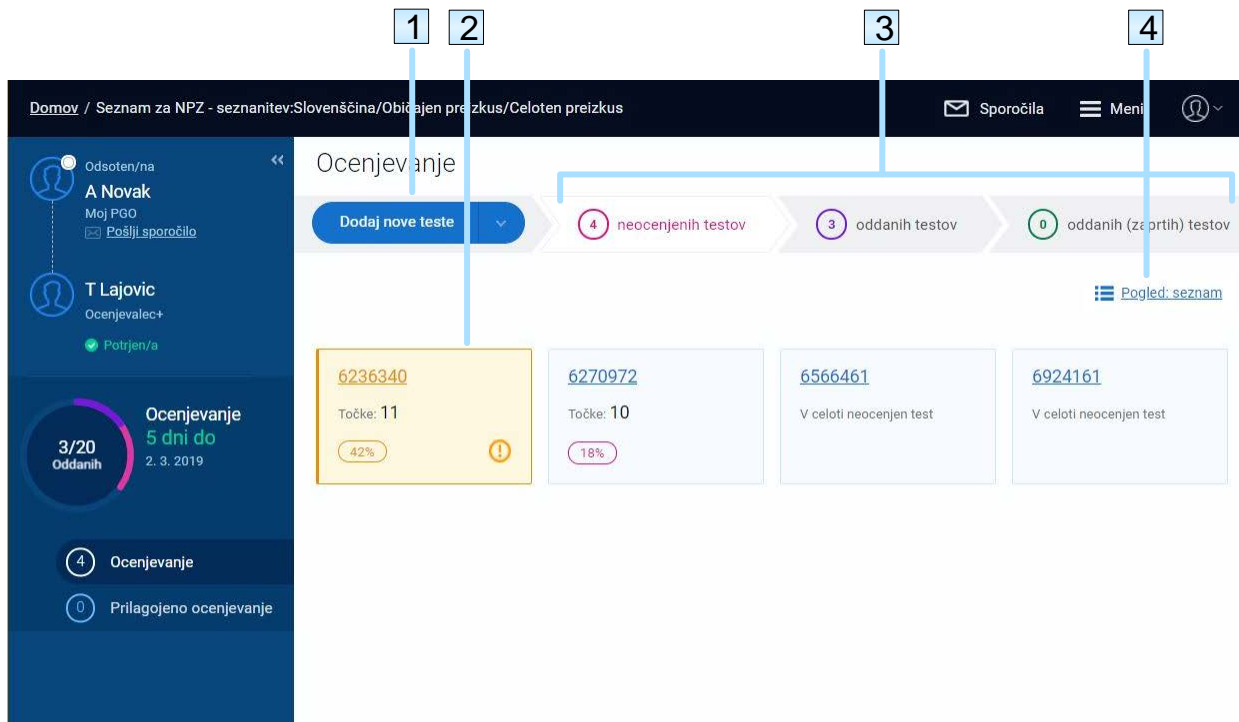 1 2 3 4
Domov / Seznam za NPZ - seznanitev:Slovenščina/Običajen preizkus/Celoten preizkus
Sporočila
Meni
Odsoten/na
A Novak
Moj PGO
Pošlji sporočilo
T Lajovic
Ocenjevalec+
Potrjen/a
3/20
Oddanih
Ocenjevanje
5 dni do
2. 3. 2019
4 Ocenjevanje
0 Prilagojeno ocenjevanje
Ocenjevanje
Dodaj nove teste
4 neocenjenih testov
3 oddanih testov
0 oddanih (zaprtih) testov
Pogled: seznam
6236340
Točke: 11
42%
6270972
Točke: 10
18%
6566461
V celoti neocenjen test
6924161
V celoti neocenjen test